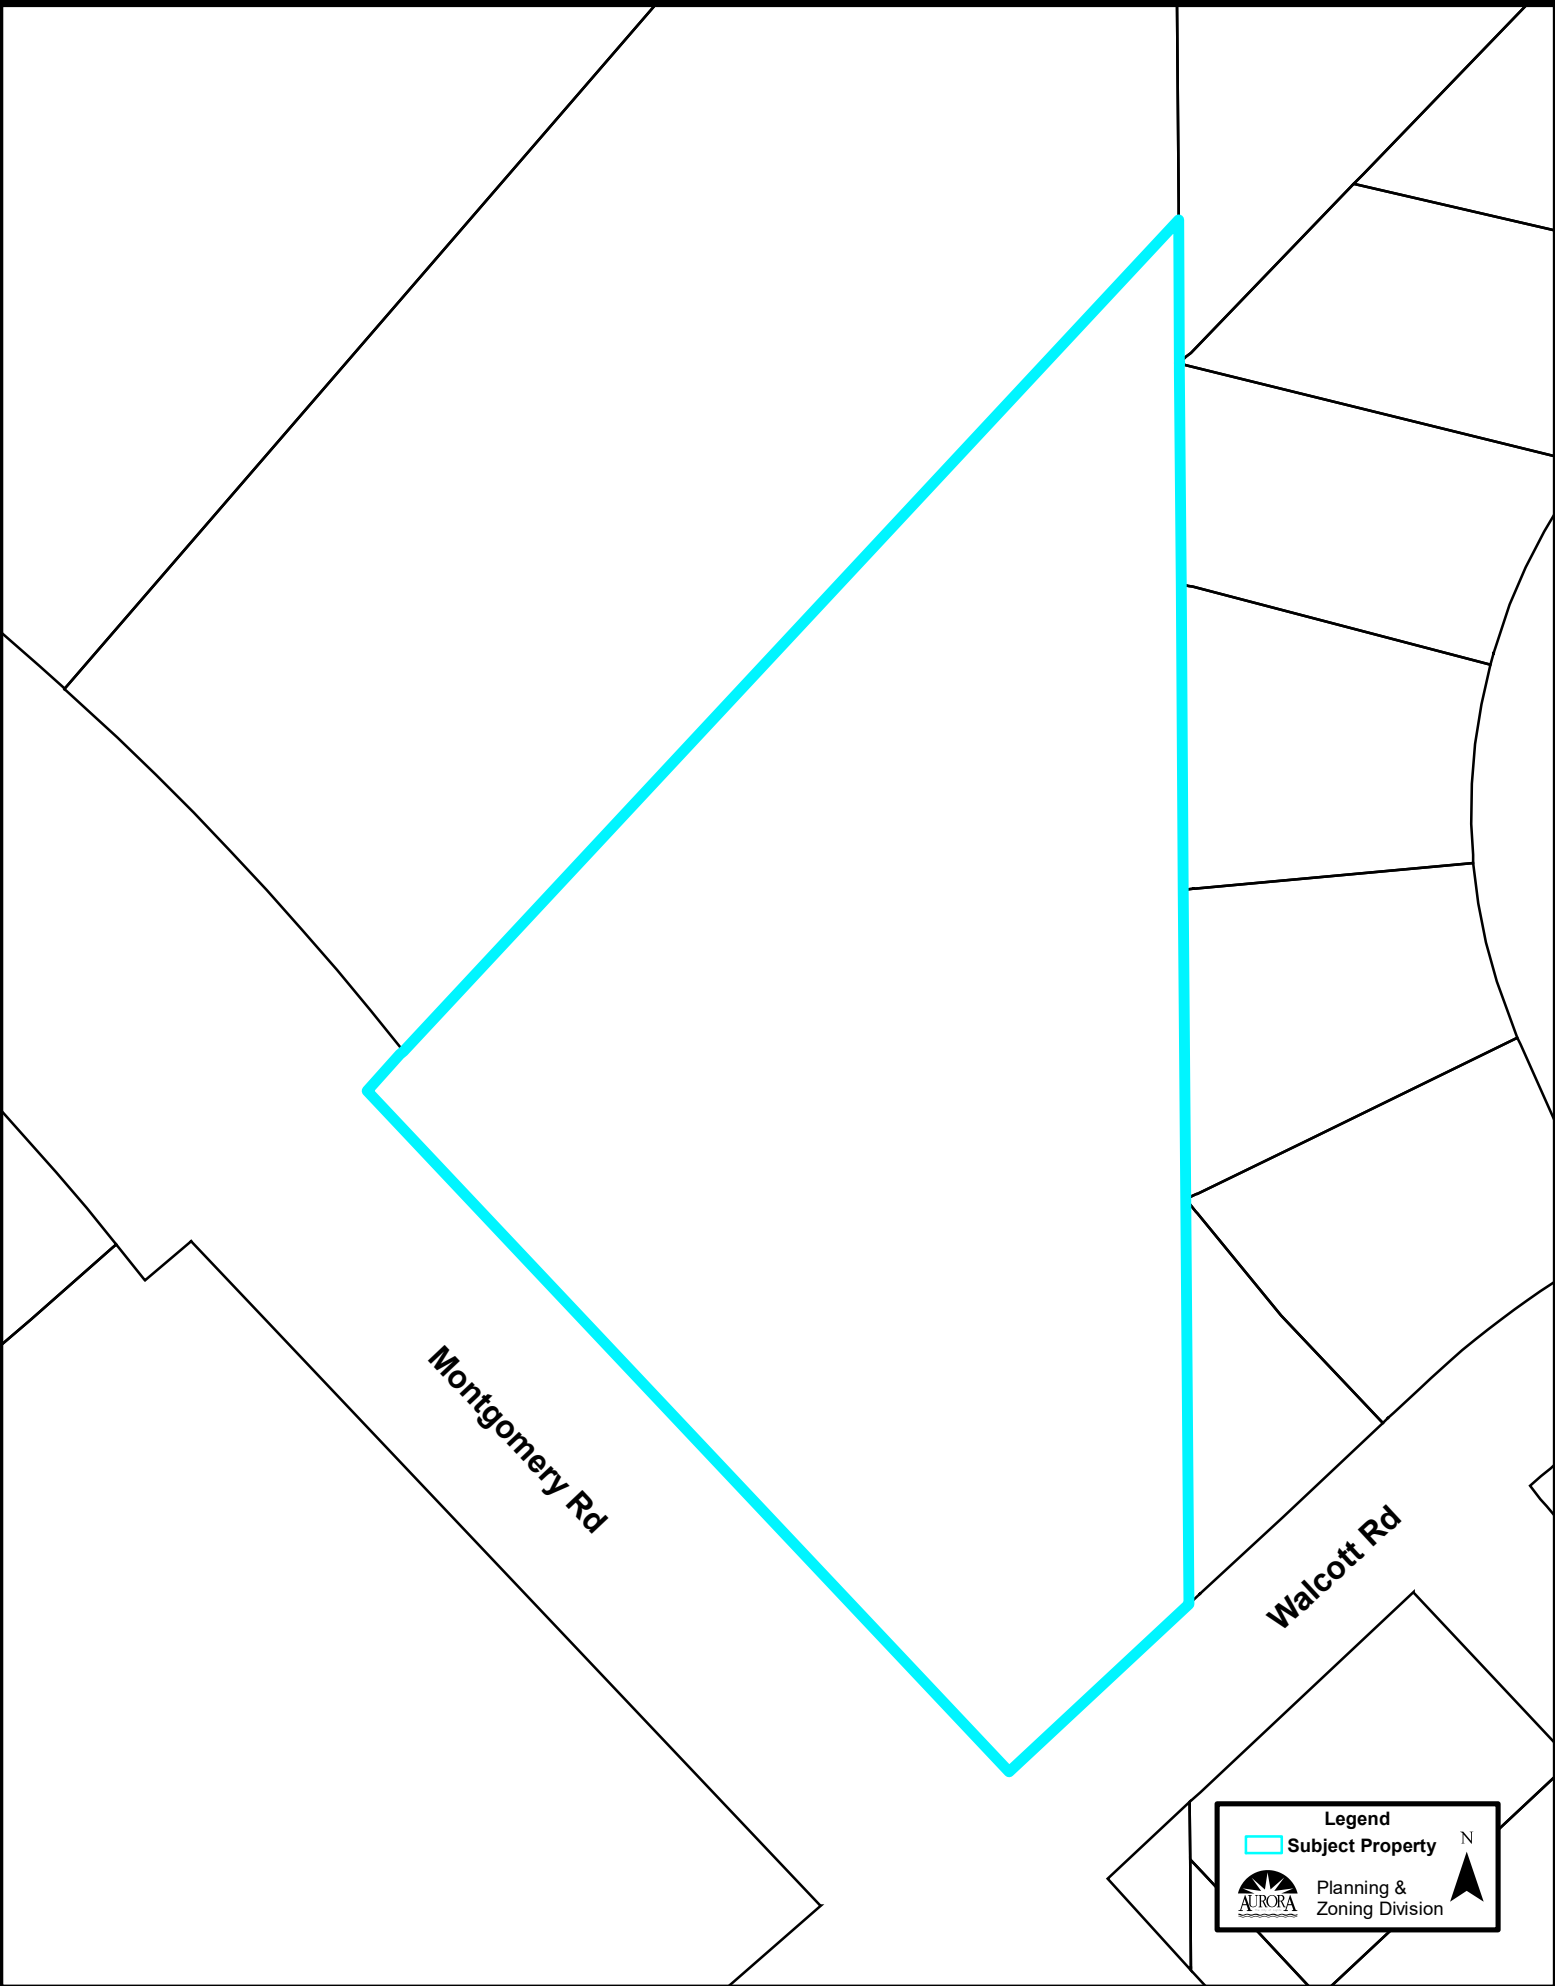 Montgomery Rd
Walcott Rd
Legend
Subject Property
N
AURORA
Planning &
Zoning Division